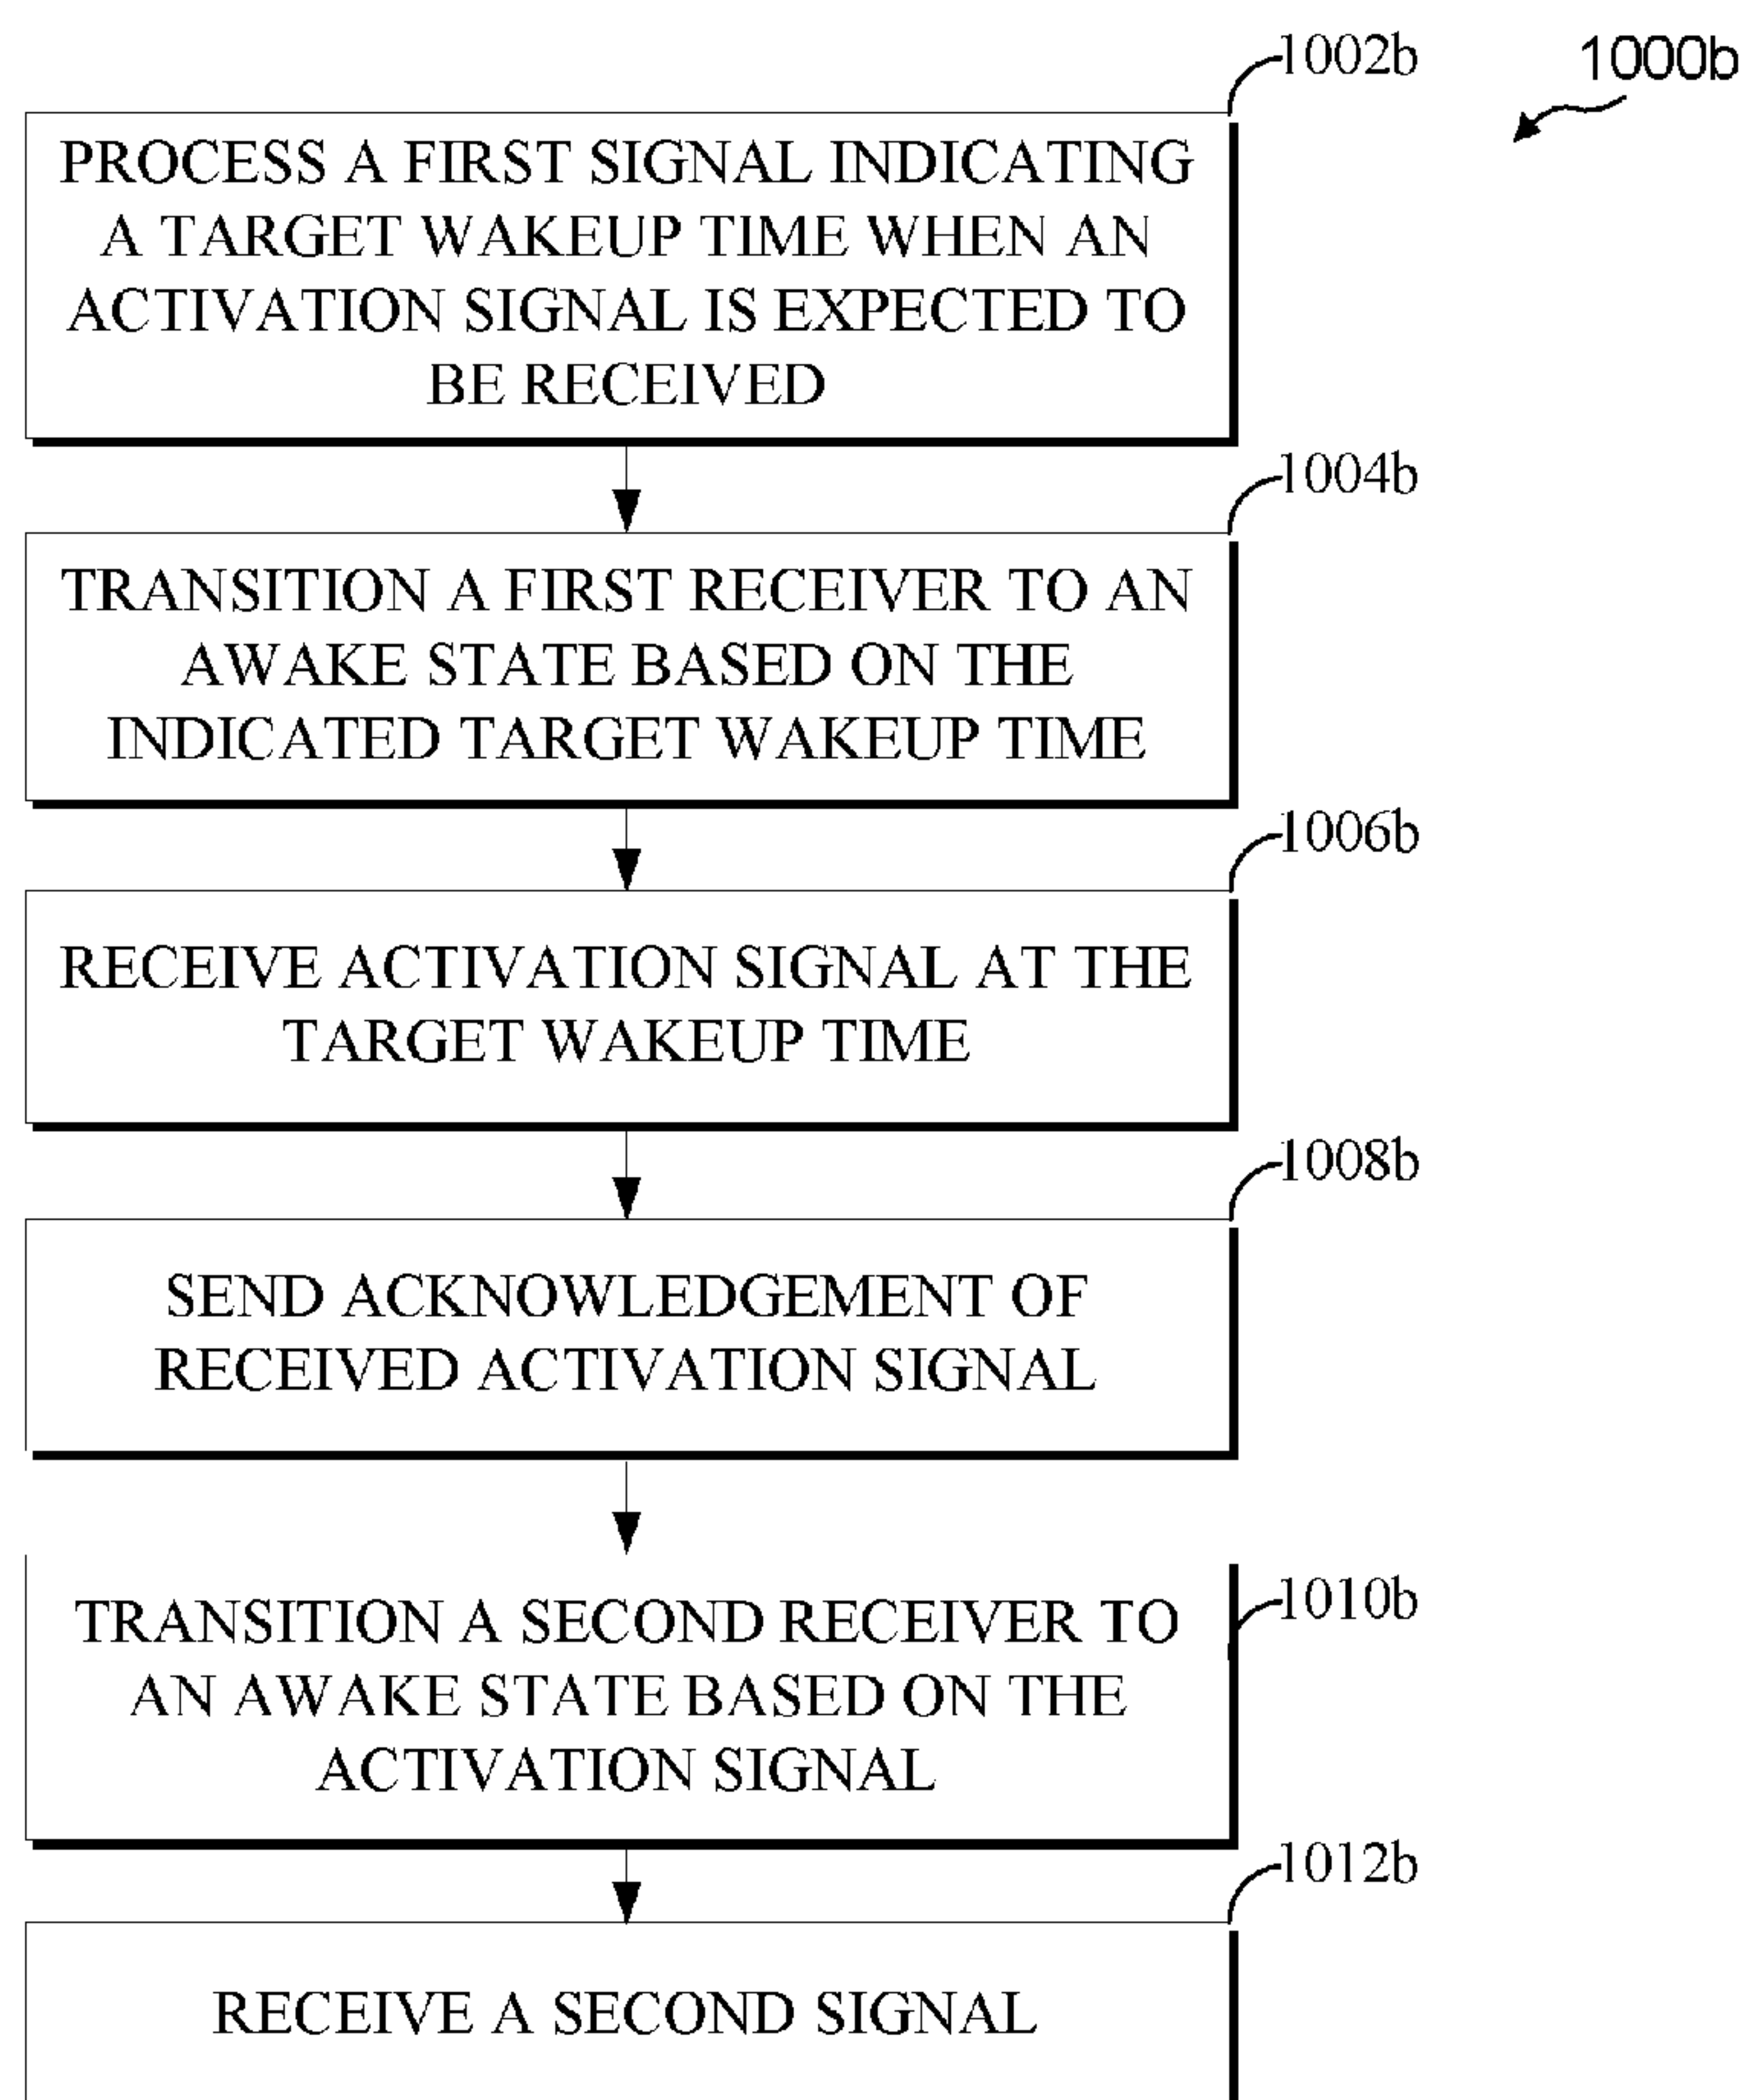 1002b
1000b
PROCESS A FIRST SIGNAL INDICATING
A TARGET WAKEUP TIME WHEN AN
ACTIVATION SIGNAL IS EXPECTED TO
BE RECEIVED
1004b
TRANSITION A FIRST RECEIVER TO AN
AWAKE STATE BASED ON THE
INDICATED TARGET WAKEUP TIME
1006b
RECEIVE ACTIVATION SIGNAL AT THE
TARGET WAKEUP TIME
1008b
SEND ACKNOWLEDGEMENT OF
RECEIVED ACTIVATION SIGNAL
1010b
TRANSITION A SECOND RECEIVER TO
AN AWAKE STATE BASED ON THE
ACTIVATION SIGNAL
1012b
RECEIVE A SECOND SIGNAL